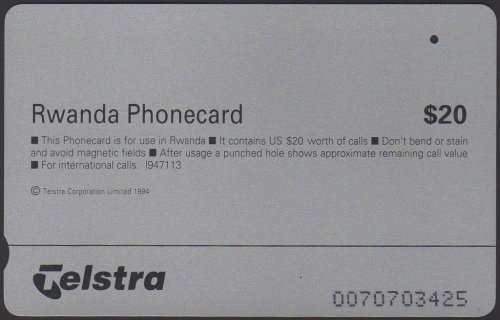 Rwanda Phonecard $20
■ This Phonecard is for use in Rwanda ■ It contains US $20 worth of calls ■ Don't bend or stain
and avoid magnetic fields ■ After usage a punched hole shows approximate remaining call value
■ For international calls. I947113
© Telstra Corporation Limited 1994
Telstra
0070703425